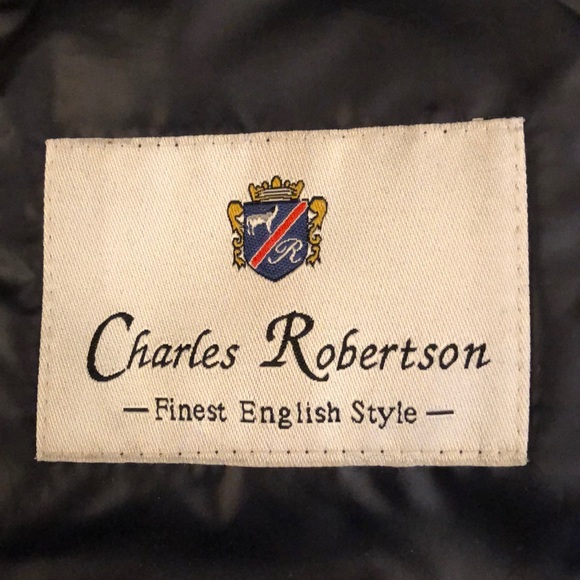 R
Charles Robertson
— Finest English Style —